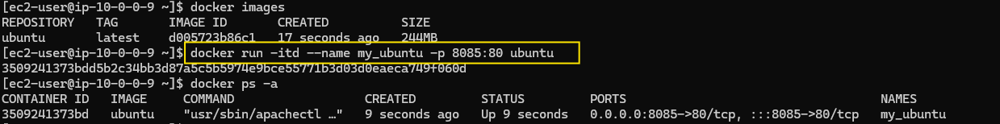 [ec2-user@ip-10-0-0-9 ~]$ docker images
REPOSITORY TAG IMAGE ID CREATED SIZE
ubuntu latest d005723b86c1 17 seconds ago 244MB
[ec2-user@ip-10-0-0-9 ~]$ docker run -itd --name my_ubuntu -p 8085:80 ubuntu
3509241373bdd5b2c34bb3d87a5c5b5974e9bce55771b3d03d0eaeca749f060d
[ec2-user@ip-10-0-0-9 ~]$ docker ps -a
CONTAINER ID IMAGE COMMAND CREATED STATUS PORTS NAMES
3509241373bd ubuntu "usr/sbin/apachectl …" 9 seconds ago Up 9 seconds 0.0.0.0:8085->80/tcp, :::8085->80/tcp my_ubuntu